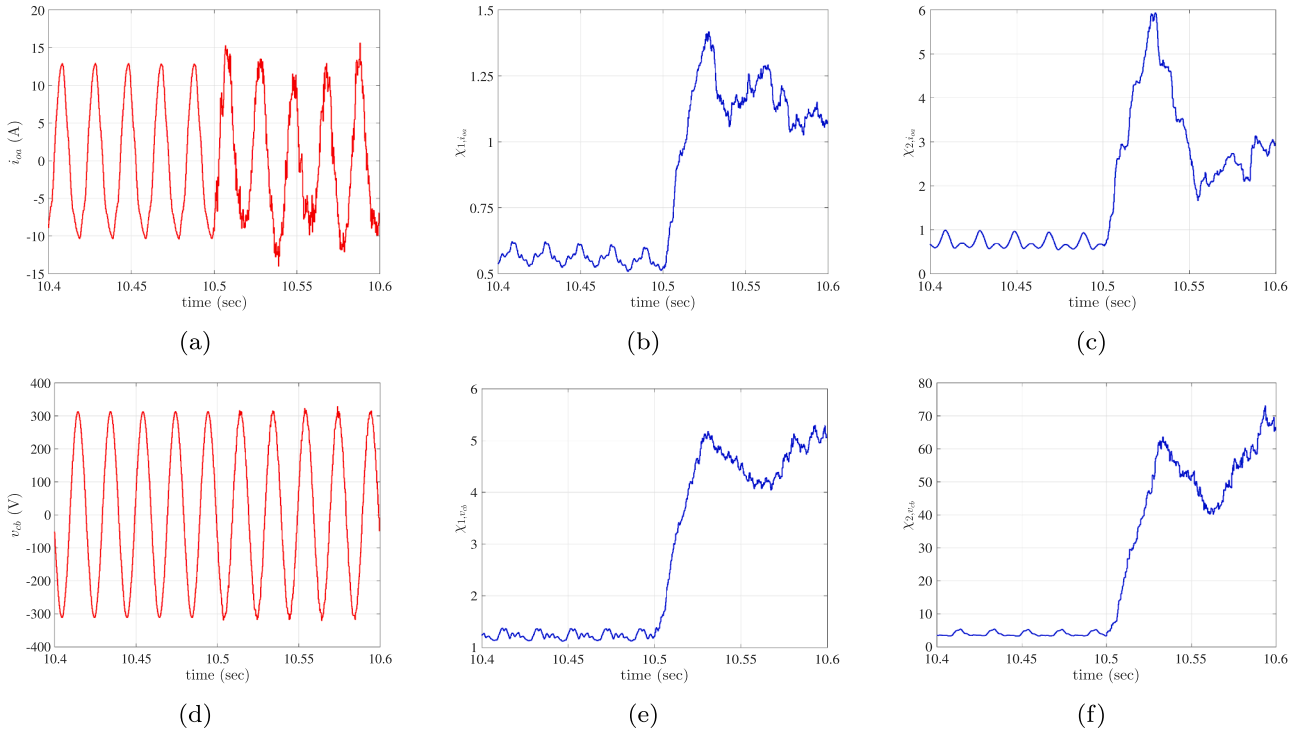 20
15
10
5
0
-5
-10
-15
10.4 10.45 10.5 10.55 10.6
i_{oa} (A)
time (sec)
(a)
1.5
1.25
1
0.75
0.5
10.4 10.45 10.5 10.55 10.6
χ_{1,i_{oa}}
time (sec)
(b)
6
5
4
3
2
1
0
10.4 10.45 10.5 10.55 10.6
χ_{2,i_{oa}}
time (sec)
(c)
400
300
200
100
0
-100
-200
-300
-400
10.4 10.45 10.5 10.55 10.6
v_{cb} (V)
time (sec)
(d)
6
5
4
3
2
1
10.4 10.45 10.5 10.55 10.6
χ_{1,v_{cb}}
time (sec)
(e)
80
70
60
50
40
30
20
10
0
10.4 10.45 10.5 10.55 10.6
χ_{2,v_{cb}}
time (sec)
(f)